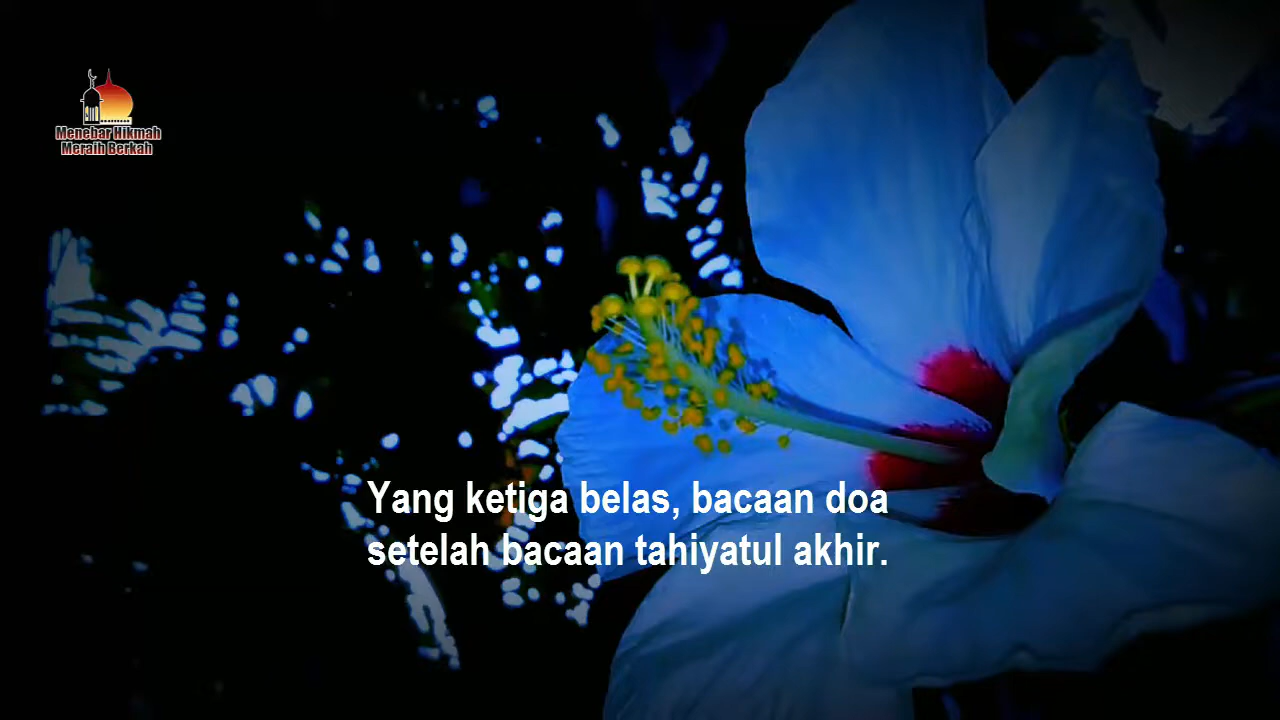 Menebar Hikmah
Meraih Berkah
Yang ketiga belas, bacaan doa
setelah bacaan tahiyatul akhir.